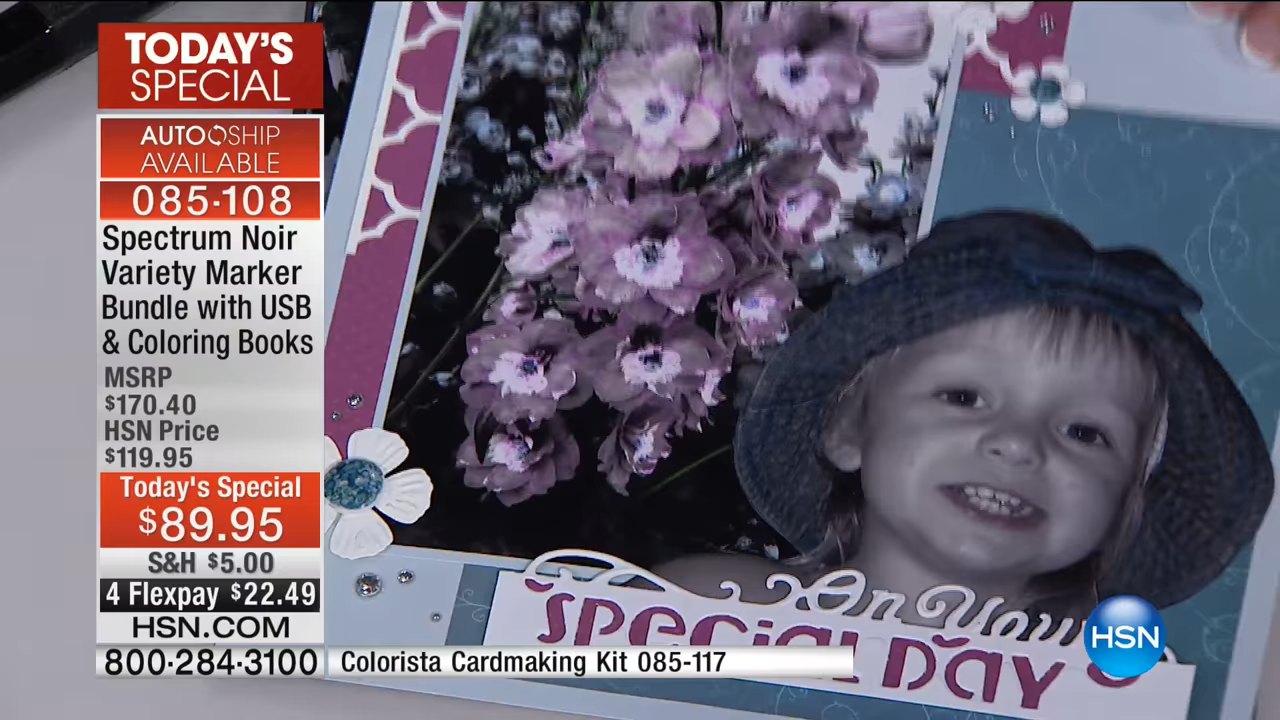 TODAY'S
SPECIAL
AUTO SHIP
AVAILABLE
085-108
Spectrum Noir
Variety Marker
Bundle with USB
& Coloring Books
MSRP
$170.40
HSN Price
$119.95
Today's Special
$89.95
S&H $5.00
4 Flexpay $22.49
HSN.COM
800-284-3100
Colorista Cardmaking Kit 085-117
On Your
SPECIAL DAY
HSN